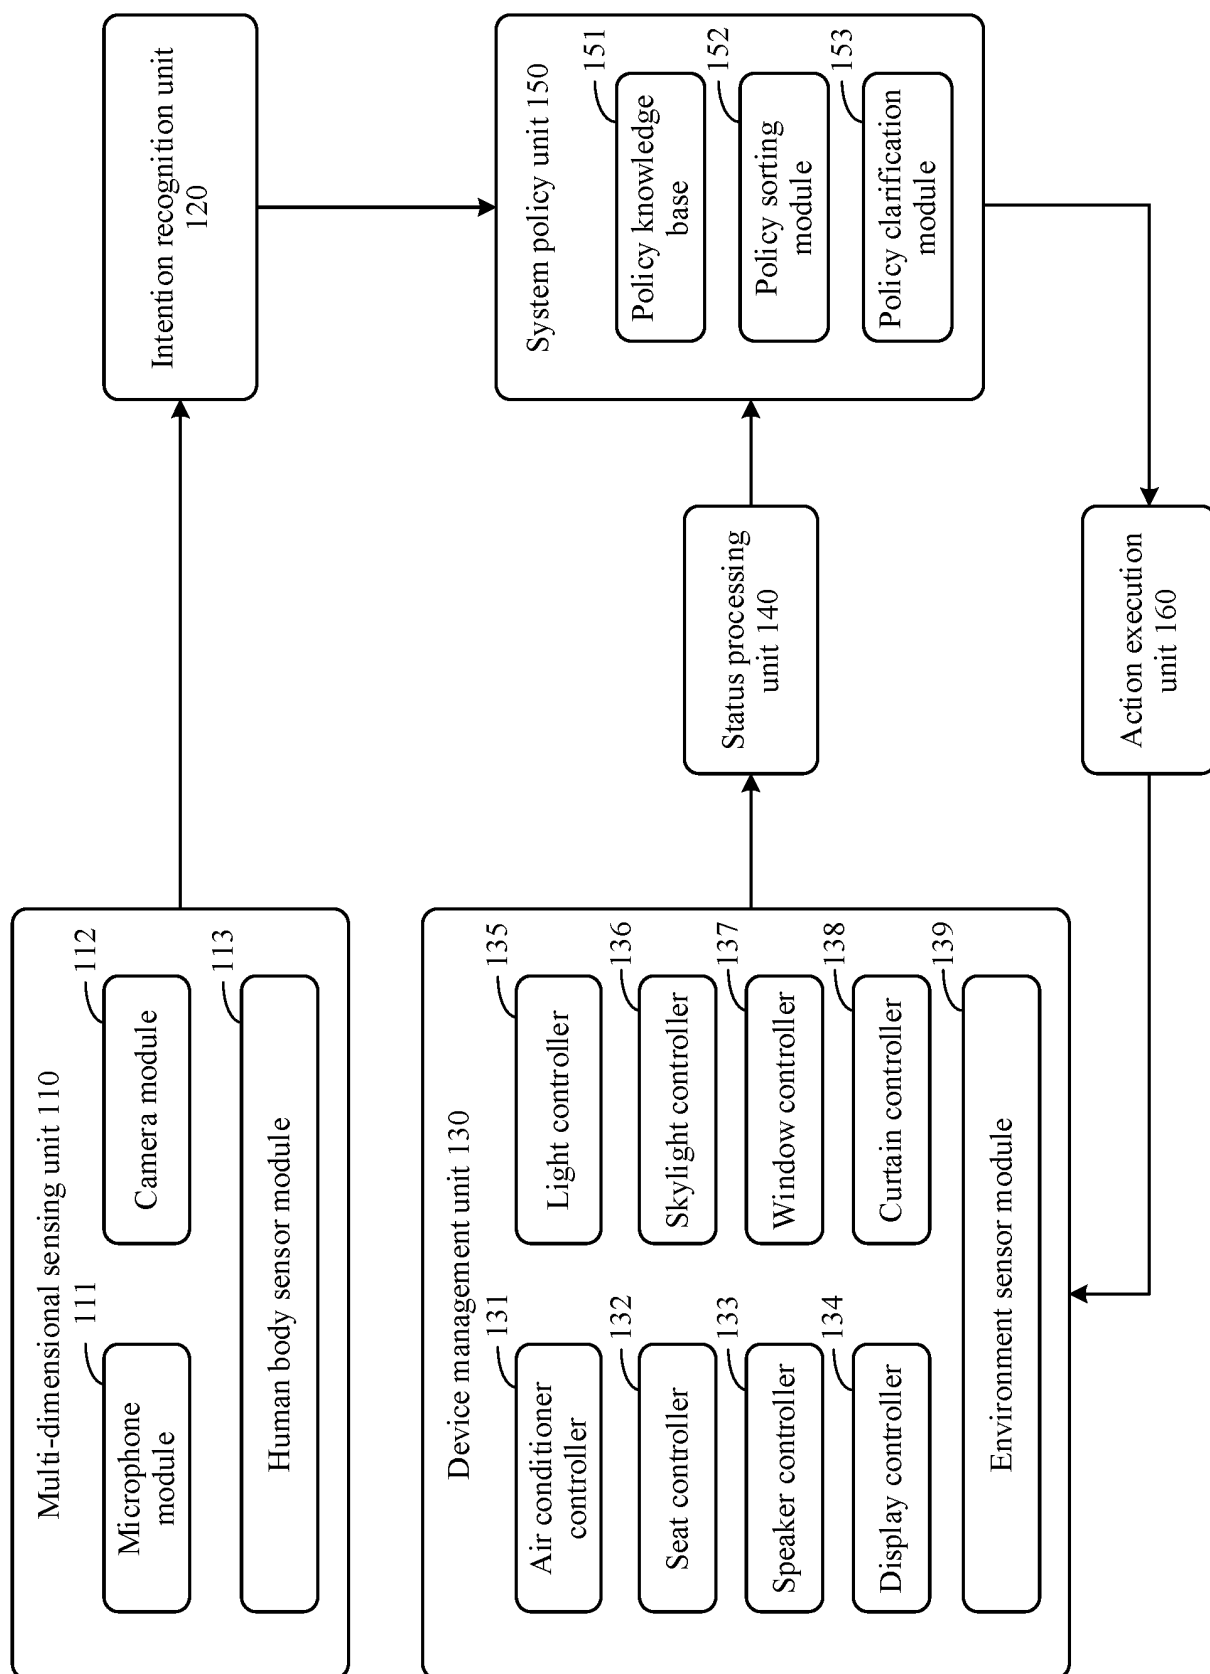 Multi-dimensional sensing unit 110
111
Microphone
module
112
Camera module
113
Human body sensor module
Intention recognition unit
120
Device management unit 130
131
Air conditioner
controller
135
Light controller
132
Seat controller
136
Skylight controller
133
Speaker controller
137
Window controller
134
Display controller
138
Curtain controller
139
Environment sensor module
Status processing
unit 140
System policy unit 150
151
Policy knowledge
base
152
Policy sorting
module
153
Policy clarification
module
Action execution
unit 160